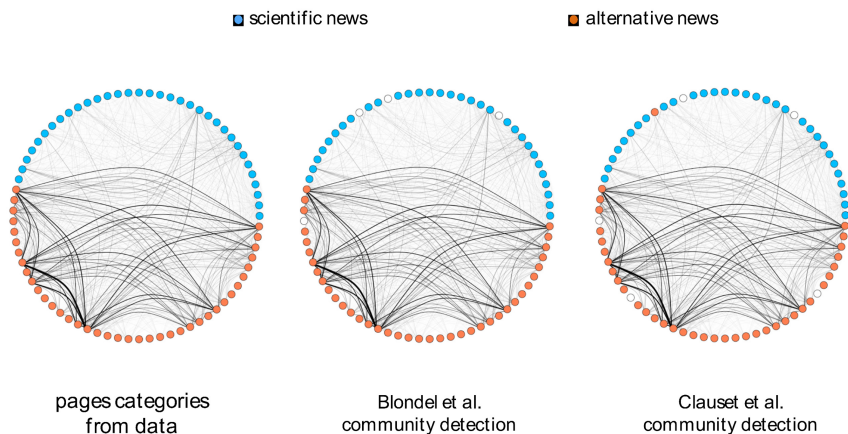 scientific news
alternative news
pages categories
from data
Blondel et al.
community detection
Clauset et al.
community detection